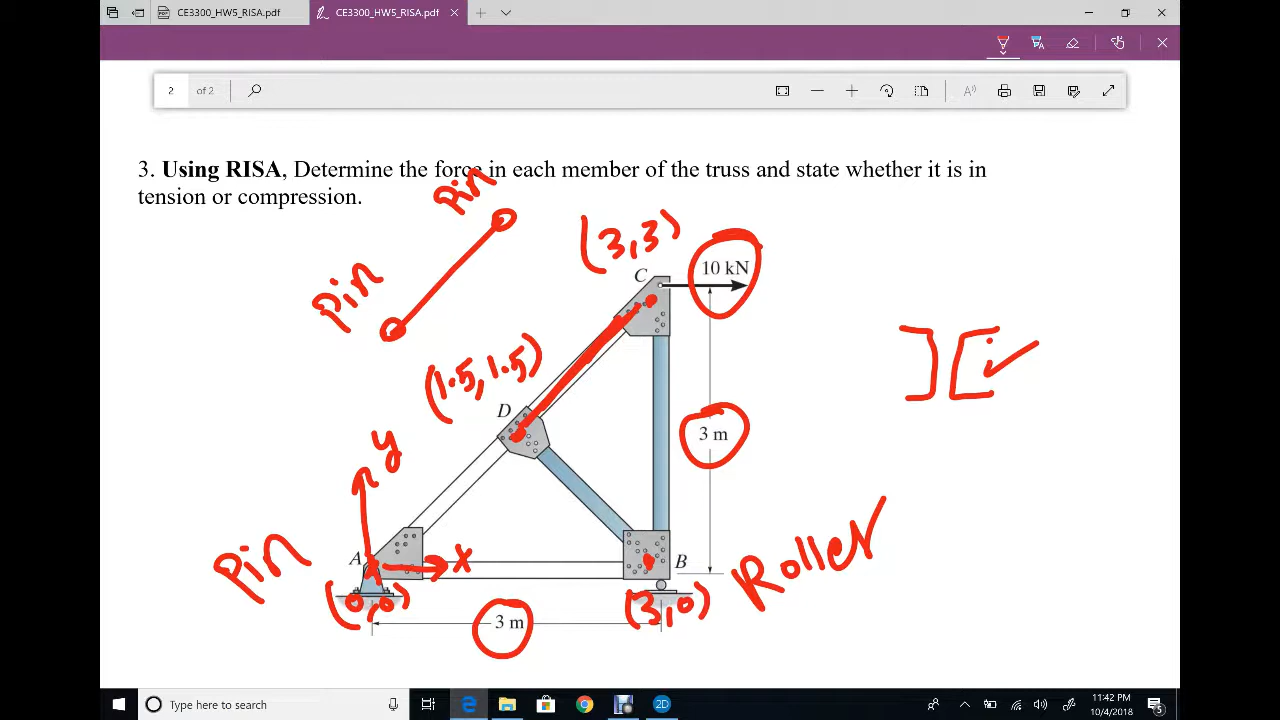 CE3300_HW5_RISA.pdf
CE3300_HW5_RISA.pdf
2 of 2
3. Using RISA, Determine the force in each member of the truss and state whether it is in
tension or compression.
Pin
Pin
(3,3)
C
10 kN
(1.5,1.5)
D
3 m
y
A
x
B
Pin
Roller
(0,0)
(3,0)
3 m
Type here to search
2D
11:42 PM
10/4/2018
5